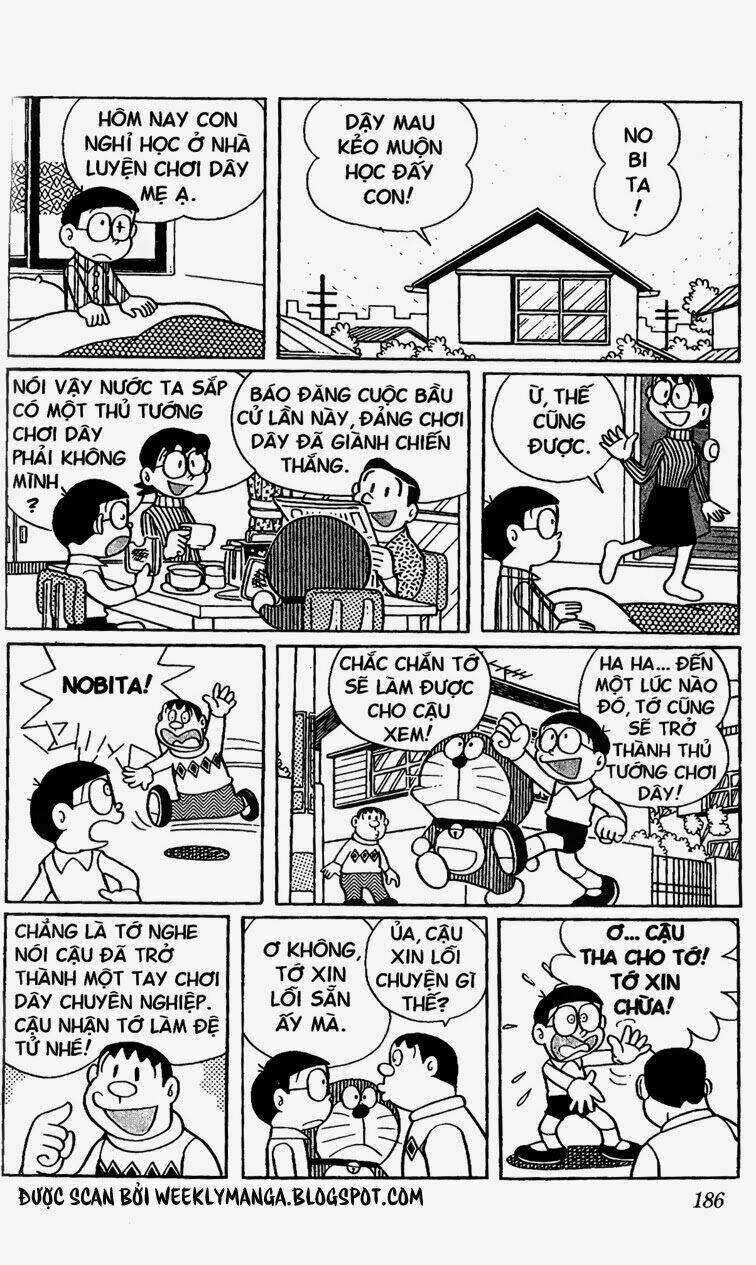 NO
BI
TA
!
DẬY MAU
KẺO MUỘN
HỌC ĐẤY
CON!
HÔM NAY CON
NGHỈ HỌC Ở NHÀ
LUYỆN CHƠI DÂY
MẸ Ạ.
Ừ, THẾ
CŨNG
ĐƯỢC.
BÁO ĐĂNG CUỘC BẦU
CỬ LẦN NÀY, ĐẢNG CHƠI
DÂY ĐÃ GIÀNH CHIẾN
THẮNG.
NÓI VẬY NƯỚC TA SẮP
CÓ MỘT THỦ TƯỚNG
CHƠI DÂY
PHẢI KHÔNG
MÌNH
?
HA HA... ĐẾN
MỘT LÚC NÀO
ĐÓ, TỚ CŨNG
SẼ TRỞ
THÀNH THỦ
TƯỚNG CHƠI
DÂY!
CHẮC CHẮN TỚ
SẼ LÀM ĐƯỢC
CHO CẬU
XEM!
NOBITA!
Ơ... CẬU
THA CHO TỚ!
TỚ XIN
CHỪA!
ỦA, CẬU
XIN LỖI
CHUYỆN GÌ
THẾ?
Ơ KHÔNG,
TỚ XIN
LỖI SẴN
ẤY MÀ.
CHẲNG LÀ TỚ NGHE
NÓI CẬU ĐÃ TRỞ
THÀNH MỘT TAY CHƠI
DÂY CHUYÊN NGHIỆP.
CẬU NHẬN TỚ LÀM ĐỆ
TỬ NHÉ!
ĐƯỢC SCAN BỞI WEEKLYMANGA.BLOGSPOT.COM
186